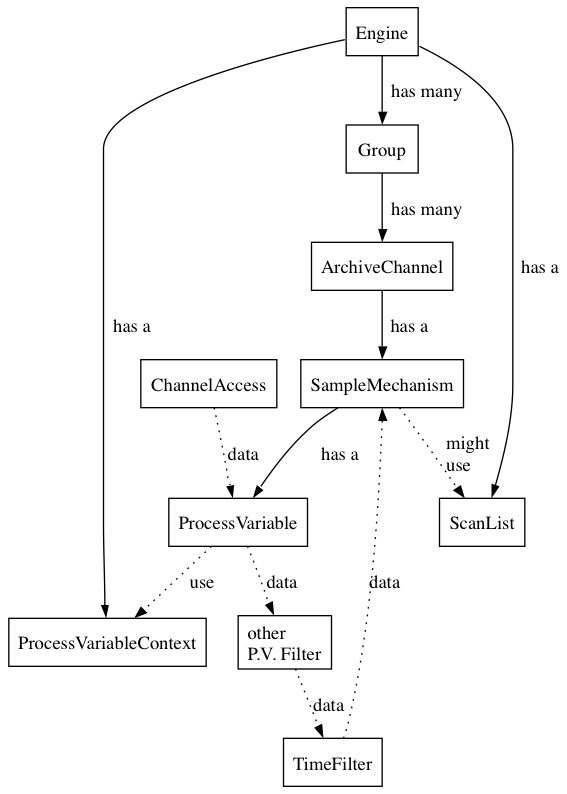 Engine
has many
Group
has many
has a
ArchiveChannel
has a
has a
ChannelAccess
SampleMechanism
data
has a
might
use
ProcessVariable
ScanList
use
data
data
ProcessVariableContext
other
P.V. Filter
data
TimeFilter